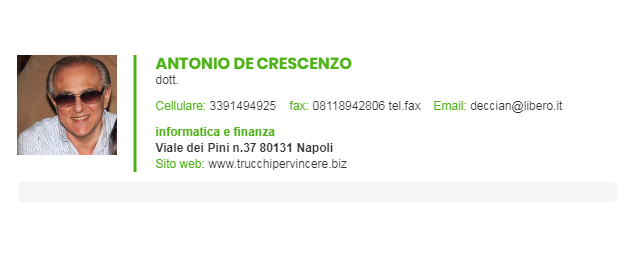 ANTONIO DE CRESCENZO
dott.
Cellulare: 3391494925 fax: 08118942806 tel.fax Email: deccian@libero.it
informatica e finanza
Viale dei Pini n.37 80131 Napoli
Sito web: www.trucchipervincere.biz